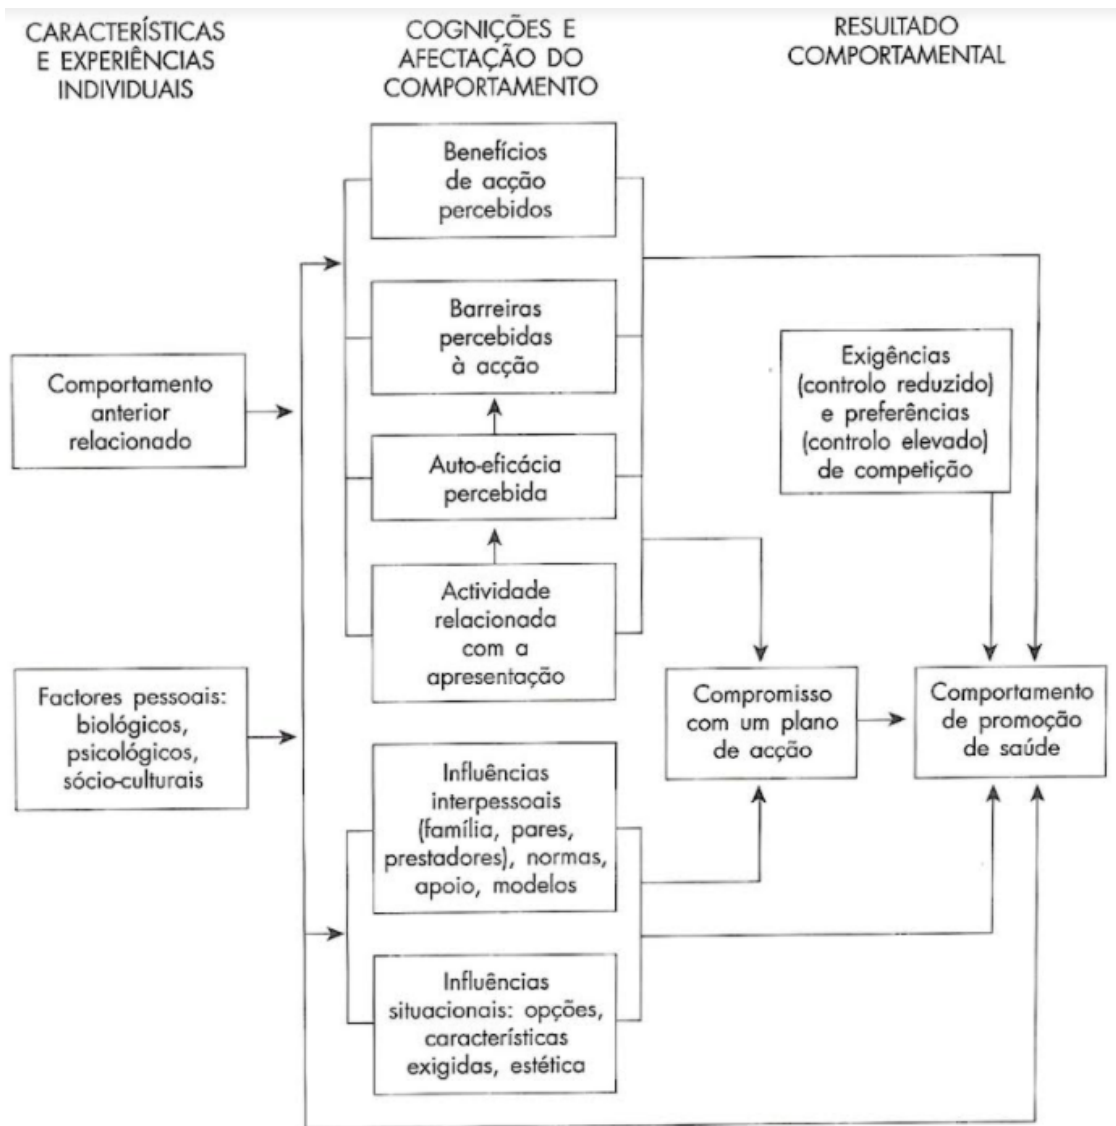 CARACTERÍSTICAS
E EXPERIÊNCIAS
INDIVIDUAIS
COGNIÇÕES E
AFECTAÇÃO DO
COMPORTAMENTO
RESULTADO
COMPORTAMENTAL
Benefícios
de acção
percebidos
Barreiras
percebidas
à acção
Exigências
(controlo reduzido)
e preferências
(controlo elevado)
de competição
Comportamento
anterior
relacionado
Auto-eficácia
percebida
Actividade
relacionada
com a
apresentação
Factores pessoais:
biológicos,
psicológicos,
sócio-culturais
Compromisso
com um plano
de acção
Comportamento
de promoção
de saúde
Influências
interpessoais
(família, pares,
prestadores), normas,
apoio, modelos
Influências
situacionais: opções,
características
exigidas, estética